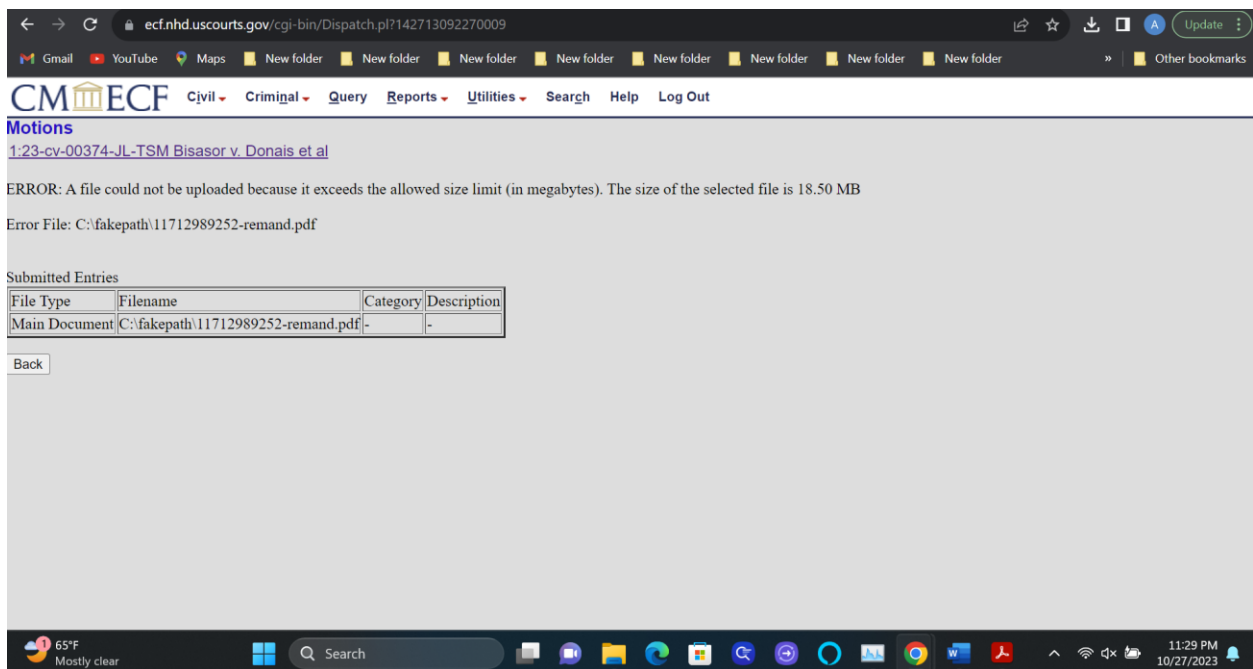 ecf.nhd.uscourts.gov/cgi-bin/Dispatch.pl?142713092270009 A Update
Gmail YouTube Maps New folder New folder New folder New folder New folder New folder New folder New folder » Other bookmarks
CM ECF Civil Criminal Query Reports Utilities Search Help Log Out
Motions
1:23-cv-00374-JL-TSM Bisasor v. Donais et al
ERROR: A file could not be uploaded because it exceeds the allowed size limit (in megabytes). The size of the selected file is 18.50 MB
Error File: C:\fakepath\11712989252-remand.pdf
Submitted Entries
File Type Filename Category Description
Main Document C:\fakepath\11712989252-remand.pdf - -
Back
1 65°F Search 11:29 PM
Mostly clear 10/27/2023